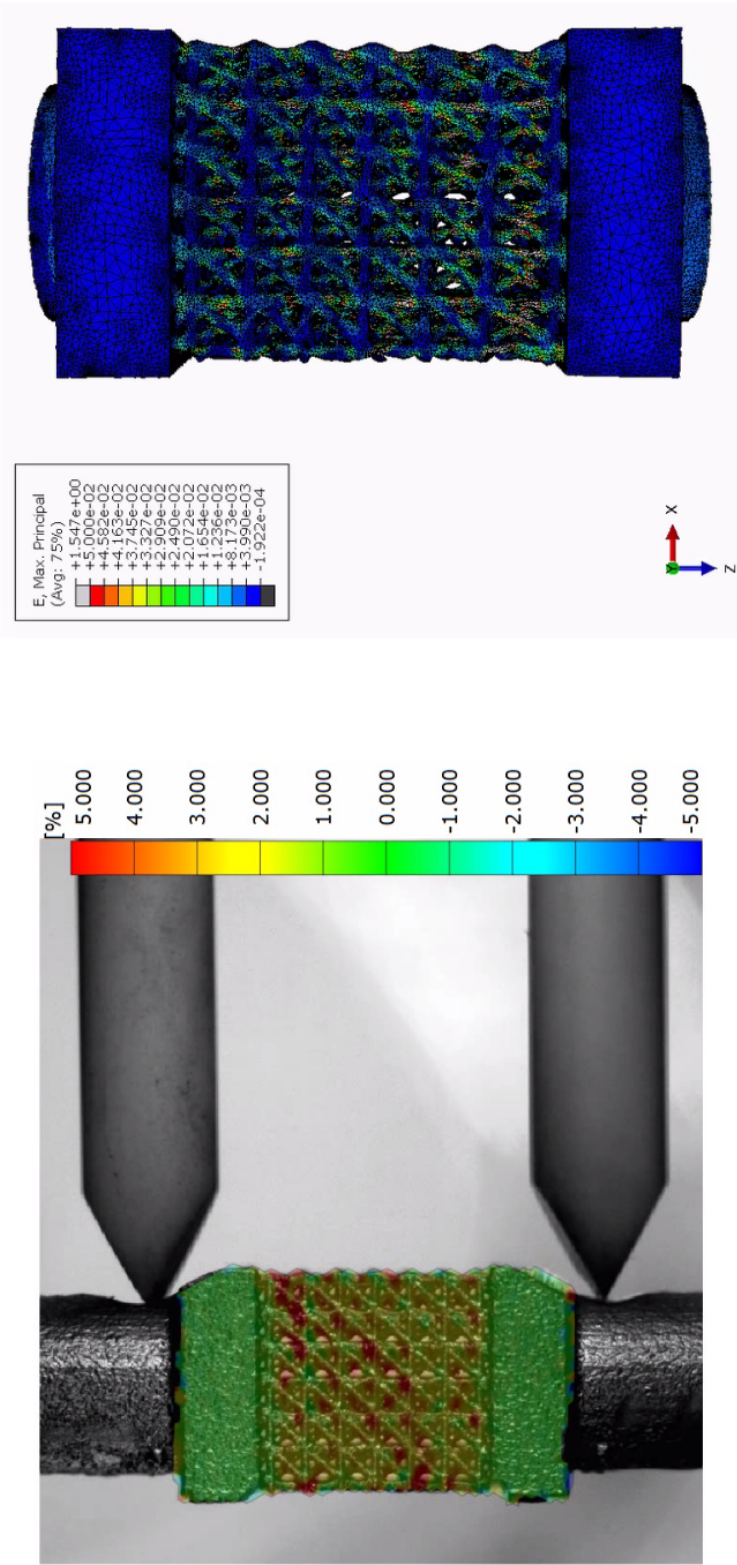 E, Max. Principal
(Avg: 75%)
+1.547e+00
+5.000e-02
+4.582e-02
+4.163e-02
+3.745e-02
+3.327e-02
+2.909e-02
+2.490e-02
+2.072e-02
+1.654e-02
+1.236e-02
+8.173e-03
+3.990e-03
-1.922e-04
Y
X
Z
[%]
5.000
4.000
3.000
2.000
1.000
0.000
-1.000
-2.000
-3.000
-4.000
-5.000